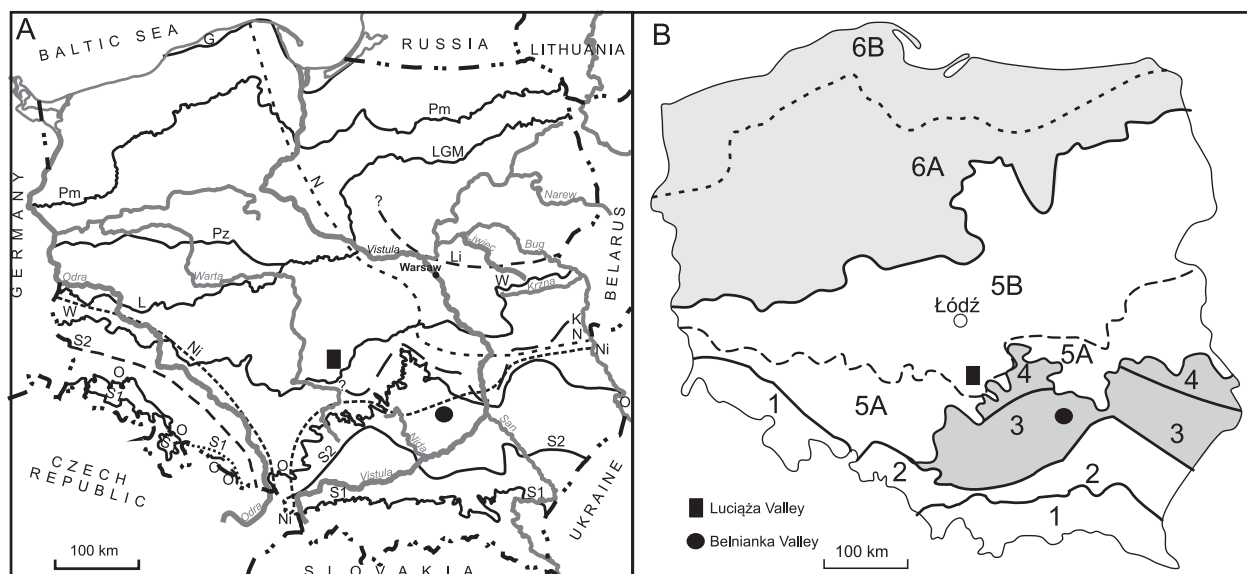 A
BALTIC SEA
G
RUSSIA
LITHUANIA
Pm
Pm
LGM
N
Narew
?
Pm
GERMANY
BELARUS
Pz
Vistula
Liwiec
Bug
Li
Warsaw
Odra
Warta
W
Krzna
L
W
K
N
S2
Ni
Ni
?
O
S1
O
San
O
S1
Nida
S2
O
S2
O
O
Vistula
S1
S1
Odra
Ni
CZECH
REPUBLIC
UKRAINE
100 km
SLOVAKIA
B
6B
6A
5B
Łódź
5A
4
4
1
5A
3
3
2
2
1
Luciąża Valley
Belnianka Valley
100 km